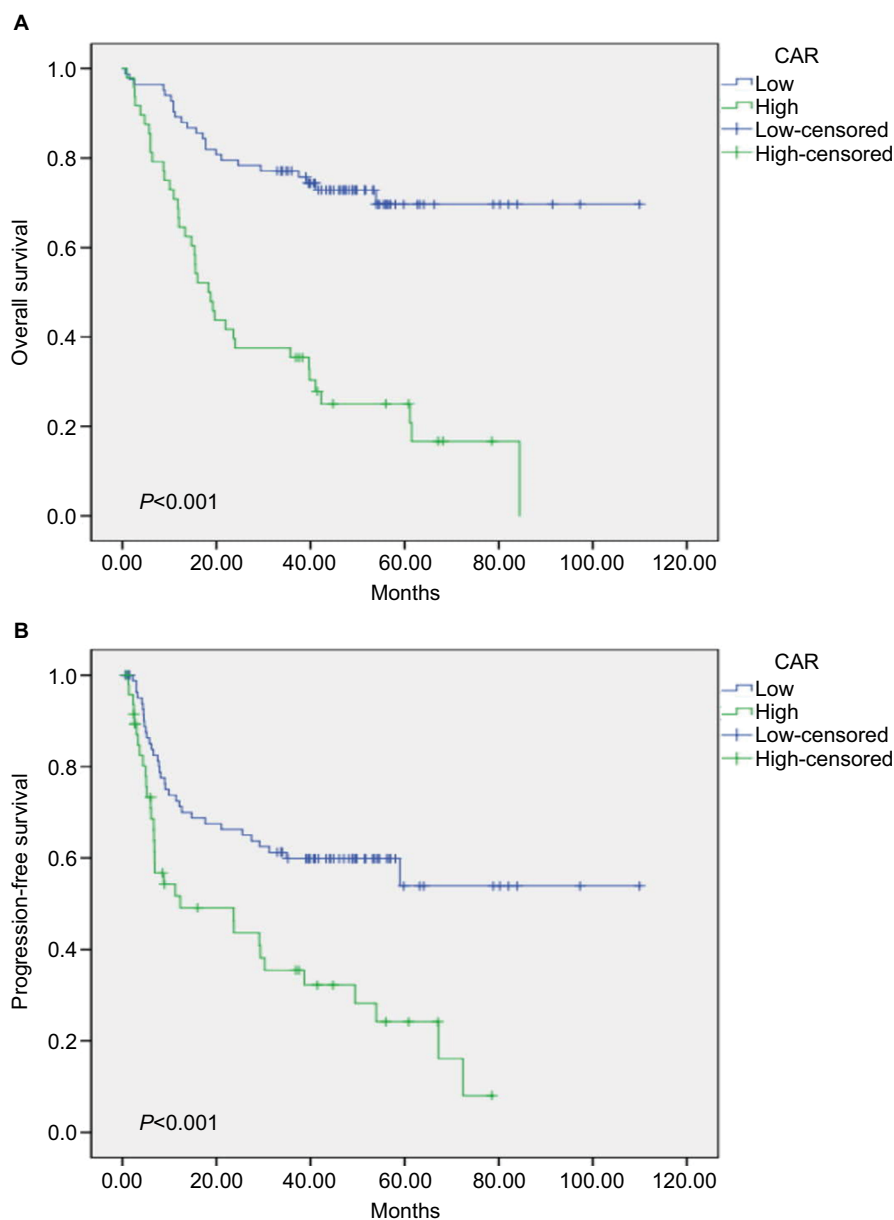 A
CAR
Low
High
Low-censored
High-censored
1.0
0.8
0.6
0.4
0.2
0.0
Overall survival
P<0.001
0.00 20.00 40.00 60.00 80.00 100.00 120.00
Months
B
CAR
Low
High
Low-censored
High-censored
1.0
0.8
0.6
0.4
0.2
0.0
Progression-free survival
P<0.001
0.00 20.00 40.00 60.00 80.00 100.00 120.00
Months